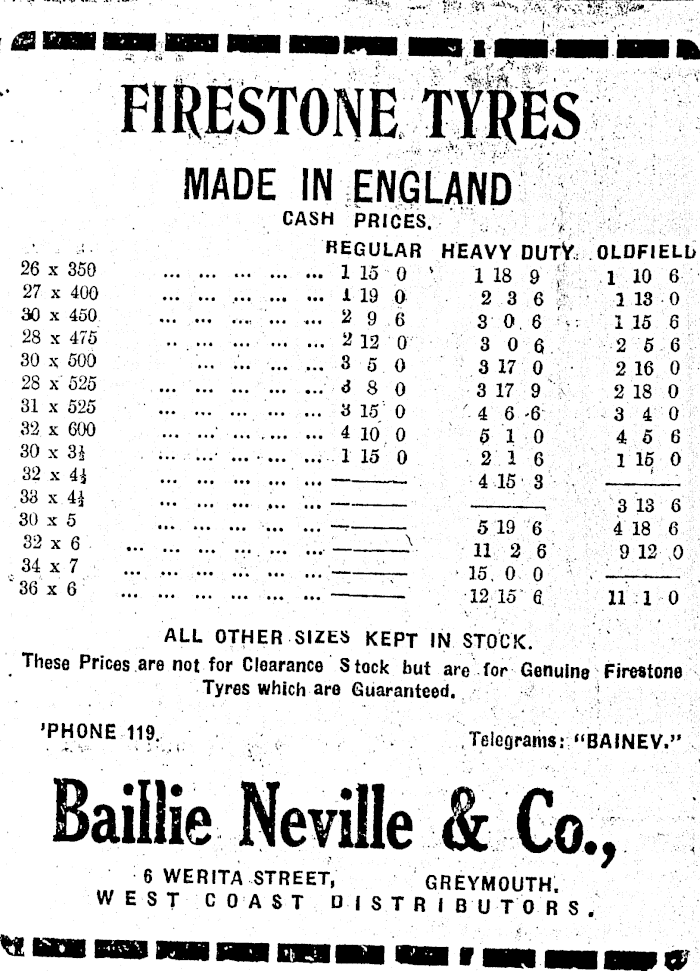 FIRESTONE TYRES
MADE IN ENGLAND
CASH PRICES.
REGULAR HEAVY DUTY. OLDFIELD
26 x 350 ... ... ... ... ... 1 15 0 1 18 9 1 10 6
27 x 400 ... ... ... ... ... 1 19 0 2 3 6 1 13 0
30 x 450 ... ... ... ... ... 2 9 6 3 0 6 1 15 6
28 x 475 .. ... ... ... ... 2 12 0 3 0 6 2 5 6
30 x 500 ... ... ... ... 3 5 0 3 17 0 2 16 0
28 x 525 ... ... ... ... ... 3 8 0 3 17 9 2 18 0
31 x 525 ... ... ... ... ... 3 15 0 4 6 6 3 4 0
32 x 600 ... ... ... ... ... 4 10 0 5 1 0 4 5 6
30 x 3½ ... ... ... ... ... 1 15 0 2 1 6 1 15 0
32 x 4½ ... ... ... ... ... ——— 4 15 3 ———
33 x 4½ ... ... ... ... ... ——— ——— 3 13 6
30 x 5 ... ... ... ... ... ——— 5 19 6 4 18 6
32 x 6 ... ... ... ... ... ... ——— 11 2 6 9 12 0
34 x 7 ... ... ... ... ... ... ——— 15 0 0 ———
36 x 6 ... ... ... ... ... ... ——— 12 15 6 11 1 0
ALL OTHER SIZES KEPT IN STOCK.
These Prices are not for Clearance Stock but are for Genuine Firestone
Tyres which are Guaranteed.
'PHONE 119. Telegrams: "BAINEV."
Baillie Neville & Co.,
6 WERITA STREET, GREYMOUTH.
WEST COAST DISTRIBUTORS.